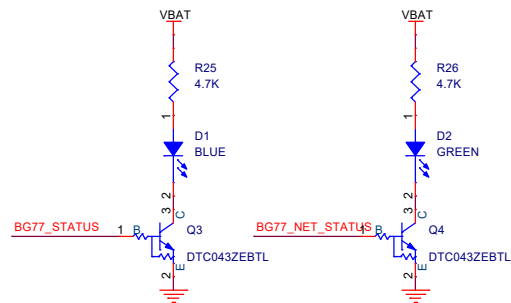 VBAT VBAT
R25 R26
4.7K 4.7K
1 1
D1 D2
BLUE GREEN
2 2
3 C 3 C
BG77_STATUS 1 B Q3 BG77_NET_STATUS 1 B Q4
DTC043ZEBTL DTC043ZEBTL
2 E 2 E